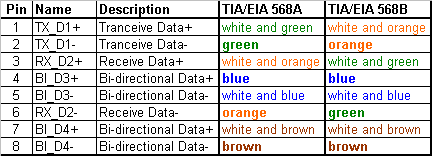 Pin Name Description TIA/EIA 568A TIA/EIA 568B
1 TX_D1+ Tranceive Data+ white and green white and orange
2 TX_D1- Tranceive Data- green orange
3 RX_D2+ Receive Data+ white and orange white and green
4 BI_D3+ Bi-directional Data+ blue blue
5 BI_D3- Bi-directional Data- white and blue white and blue
6 RX_D2- Receive Data- orange green
7 BI_D4+ Bi-directional Data+ white and brown white and brown
8 BI_D4- Bi-directional Data- brown brown